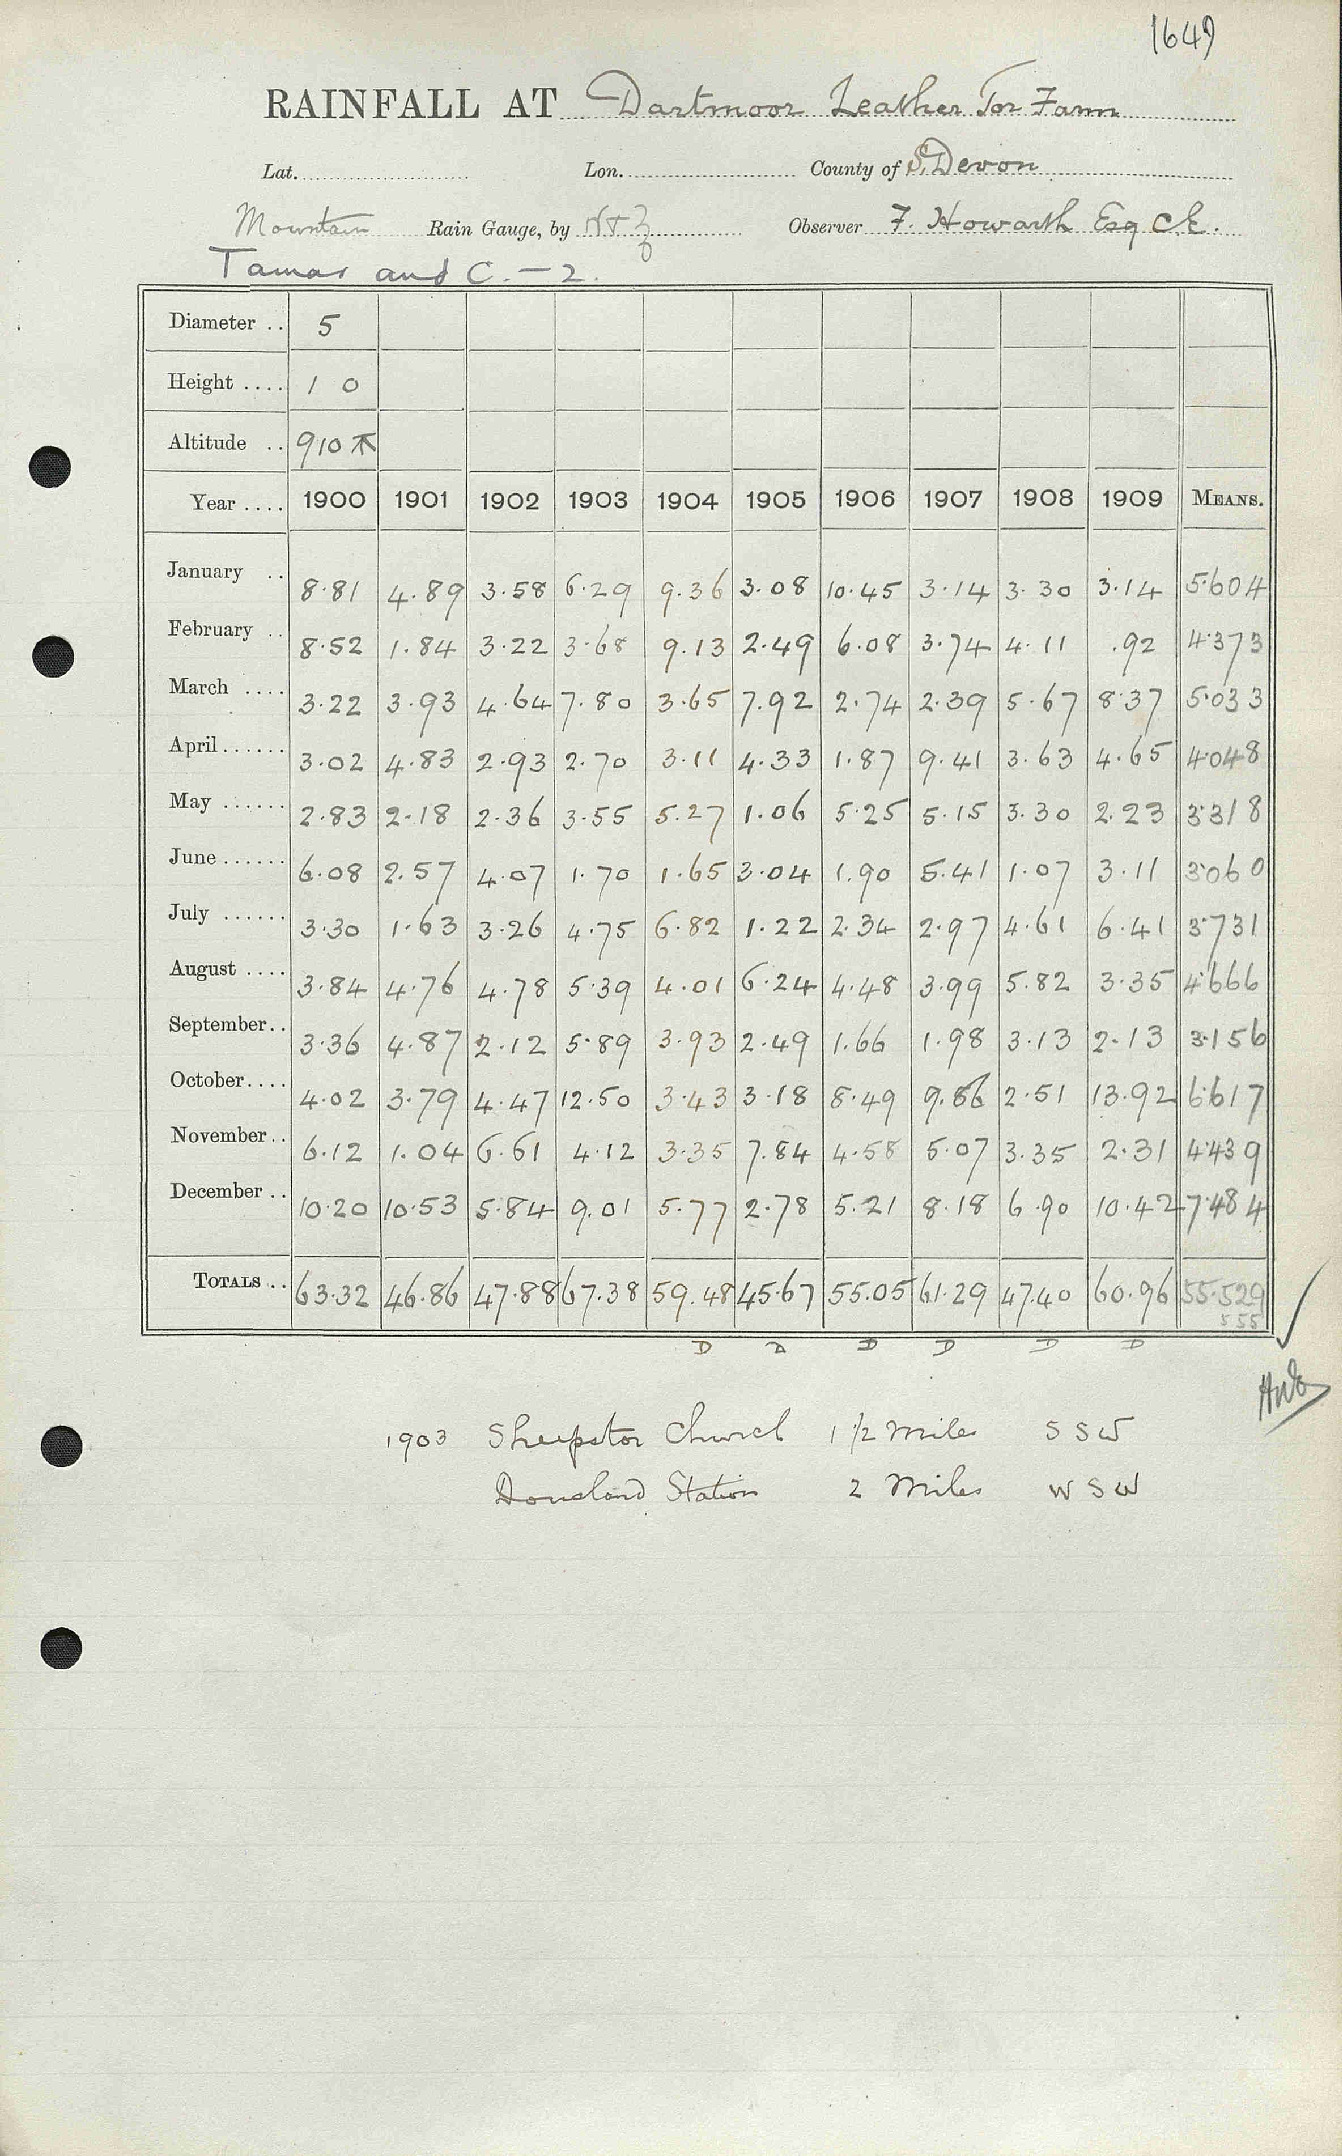 1649
RAINFALL AT Dartmoor Leather Tor Farm
Lat. Lon. County of S. Devon
Mountain Rain Gauge, by N & Z Observer F. Howarth Esq C.E.
Tamar and C. — 2.
Diameter .. 5
Height .... 1 0
Altitude .. 910
Year .... 1900 1901 1902 1903 1904 1905 1906 1907 1908 1909 MEANS.
January .. 8.81 4.89 3.58 6.29 9.36 3.08 10.45 3.14 3.30 3.14 5.604
February .. 8.52 1.84 3.22 3.68 9.13 2.49 6.08 3.74 4.11 .92 4.373
March .... 3.22 3.93 4.64 7.80 3.65 7.92 2.74 2.39 5.67 8.37 5.033
April ...... 3.02 4.83 2.93 2.70 3.11 4.33 1.87 9.41 3.63 4.65 4.048
May ...... 2.83 2.18 2.36 3.55 5.27 1.06 5.25 5.15 3.30 2.23 3.318
June ...... 6.08 2.57 4.07 1.70 1.65 3.04 1.90 5.41 1.07 3.11 3.060
July ...... 3.30 1.63 3.26 4.75 6.82 1.22 2.34 2.97 4.61 6.41 3.731
August .... 3.84 4.76 4.78 5.39 4.01 6.24 4.48 3.99 5.82 3.35 4.666
September .. 3.36 4.87 2.12 5.89 3.93 2.49 1.66 1.98 3.13 2.13 3.156
October .... 4.02 3.79 4.47 12.50 3.43 3.18 8.49 9.86 2.51 13.92 6.617
November .. 6.12 1.04 6.61 4.12 3.35 7.84 4.58 5.07 3.35 2.31 4.439
December .. 10.20 10.53 5.84 9.01 5.77 2.78 5.21 8.18 6.90 10.42 7.484
TOTALS .. 63.32 46.86 47.88 67.38 59.48 45.67 55.05 61.29 47.40 60.96 55.529
555
D D D D D D
1903 Sheepstor Church 1 1/2 Miles S S W
Dousland Station 2 Miles W S W